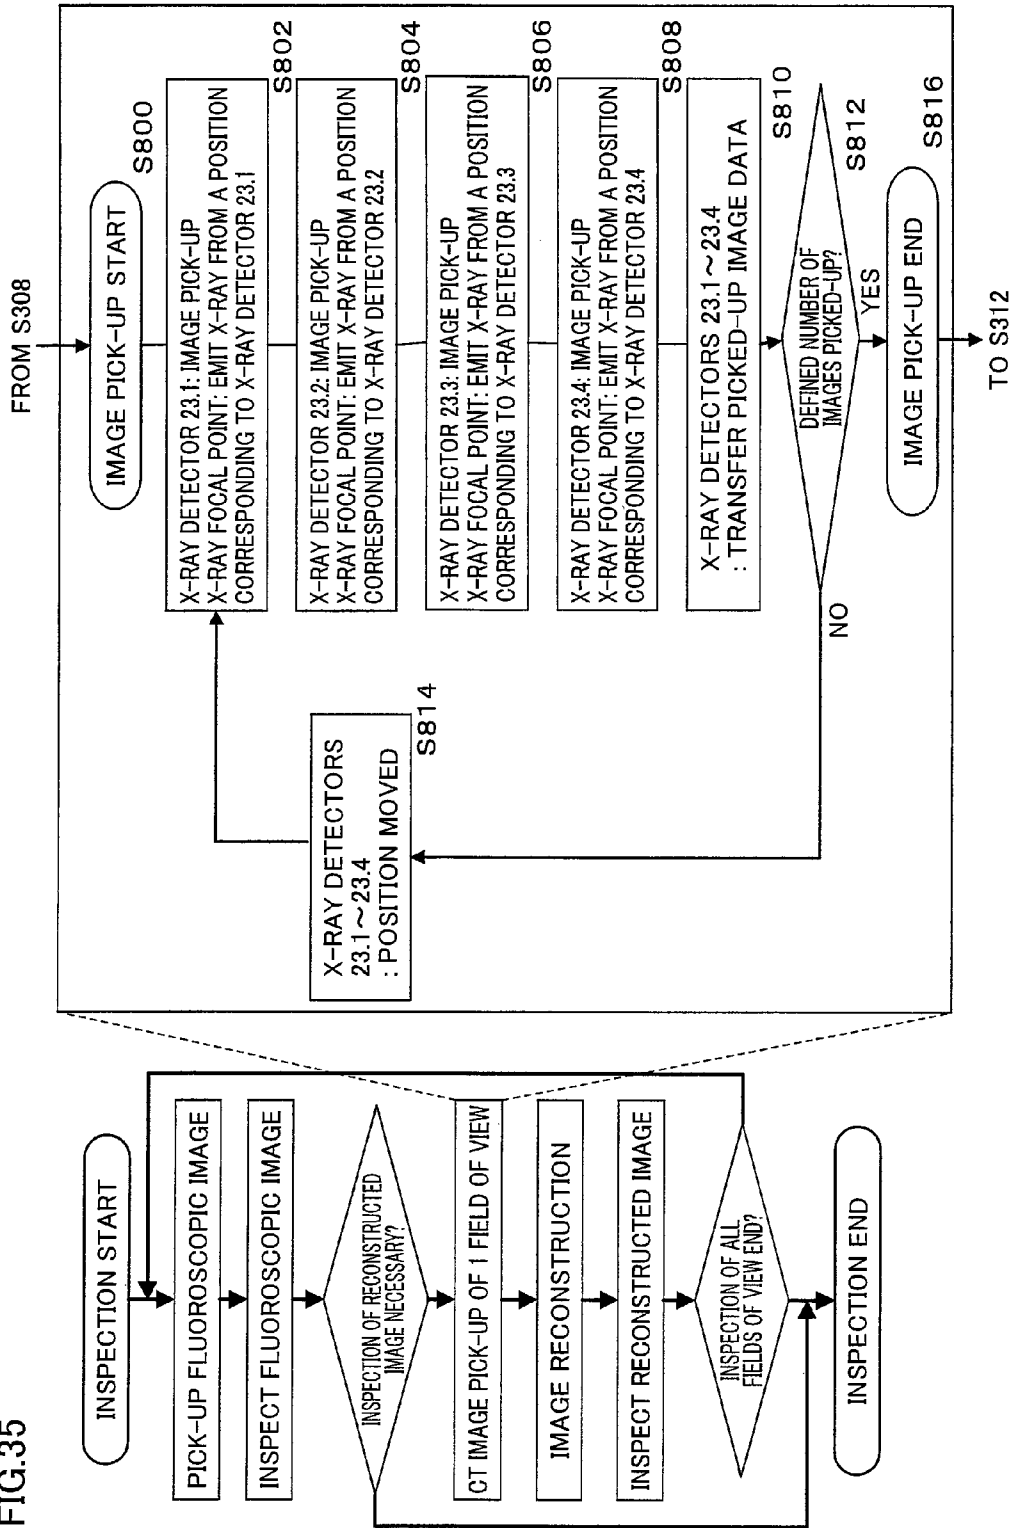 FIG.35
INSPECTION START
PICK-UP FLUOROSCOPIC IMAGE
INSPECT FLUOROSCOPIC IMAGE
INSPECTION OF RECONSTRUCTED
IMAGE NECESSARY?
CT IMAGE PICK-UP OF 1 FIELD OF VIEW
IMAGE RECONSTRUCTION
INSPECT RECONSTRUCTED IMAGE
INSPECTION OF ALL
FIELDS OF VIEW END?
INSPECTION END
FROM S308
IMAGE PICK-UP START
S800
X-RAY DETECTOR 23.1: IMAGE PICK-UP
X-RAY FOCAL POINT: EMIT X-RAY FROM A POSITION
CORRESPONDING TO X-RAY DETECTOR 23.1
S802
X-RAY DETECTOR 23.2: IMAGE PICK-UP
X-RAY FOCAL POINT: EMIT X-RAY FROM A POSITION
CORRESPONDING TO X-RAY DETECTOR 23.2
S804
X-RAY DETECTOR 23.3: IMAGE PICK-UP
X-RAY FOCAL POINT: EMIT X-RAY FROM A POSITION
CORRESPONDING TO X-RAY DETECTOR 23.3
S806
X-RAY DETECTOR 23.4: IMAGE PICK-UP
X-RAY FOCAL POINT: EMIT X-RAY FROM A POSITION
CORRESPONDING TO X-RAY DETECTOR 23.4
S808
X-RAY DETECTORS 23.1~23.4
: TRANSFER PICKED-UP IMAGE DATA
S810
DEFINED NUMBER OF
IMAGES PICKED-UP?
S812
NO
YES
X-RAY DETECTORS
23.1~23.4
: POSITION MOVED
S814
IMAGE PICK-UP END
S816
TO S312